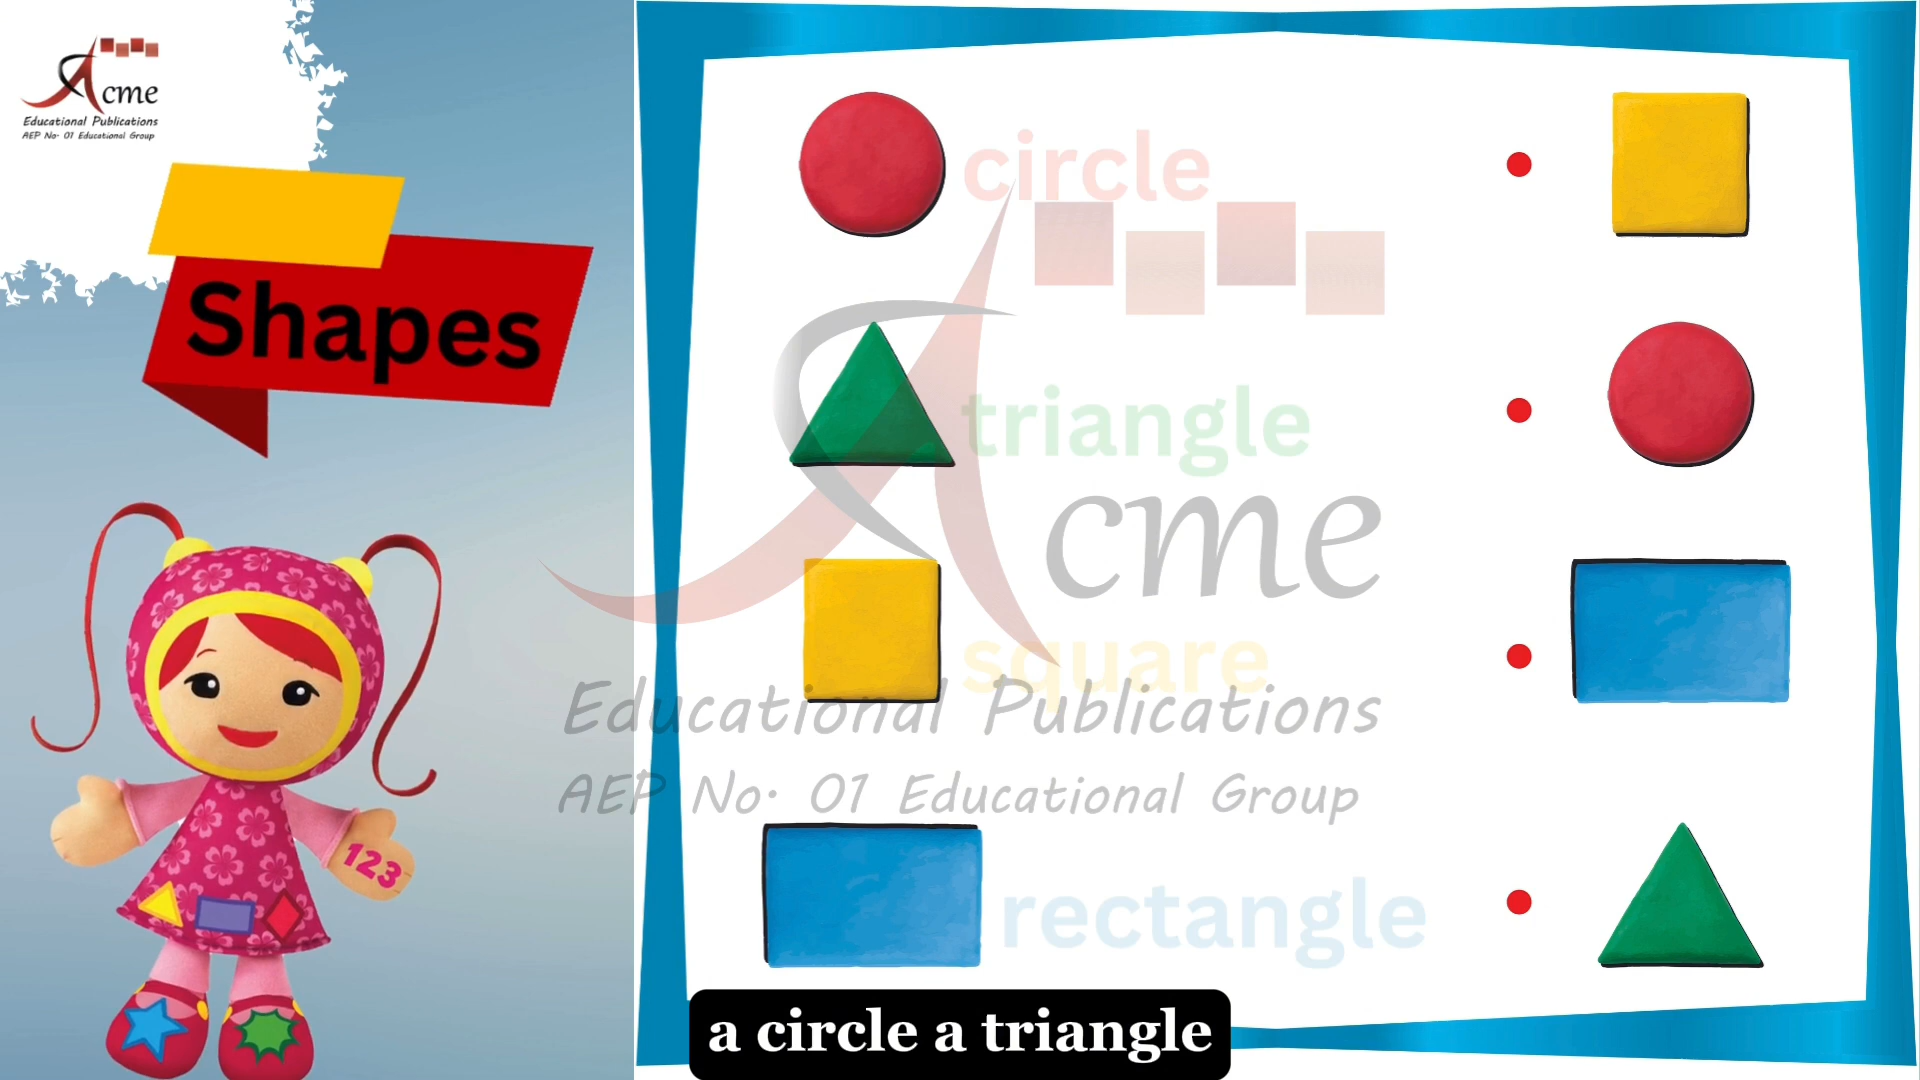 Acme
Educational Publications
AEP No. 01 Educational Group
Shapes
123
circle
triangle
Acme
square
Educational Publications
AEP No. 01 Educational Group
rectangle
a circle a triangle